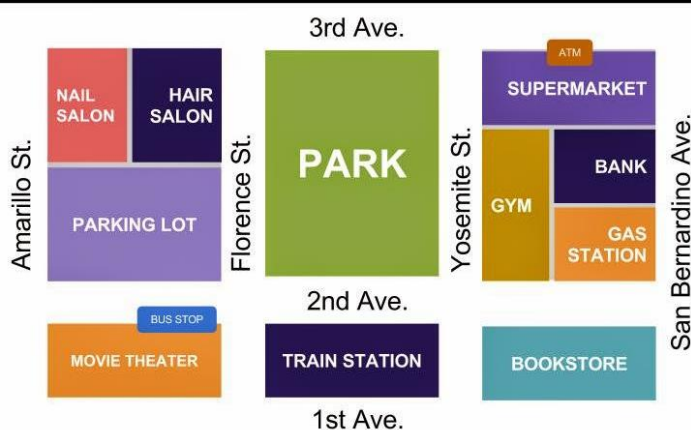 3rd Ave.
ATM
NAIL
SALON
HAIR
SALON
SUPERMARKET
Amarillo St.
Florence St.
PARK
Yosemite St.
San Bernardino Ave.
GYM
BANK
PARKING LOT
GAS
STATION
2nd Ave.
BUS STOP
MOVIE THEATER
TRAIN STATION
BOOKSTORE
1st Ave.